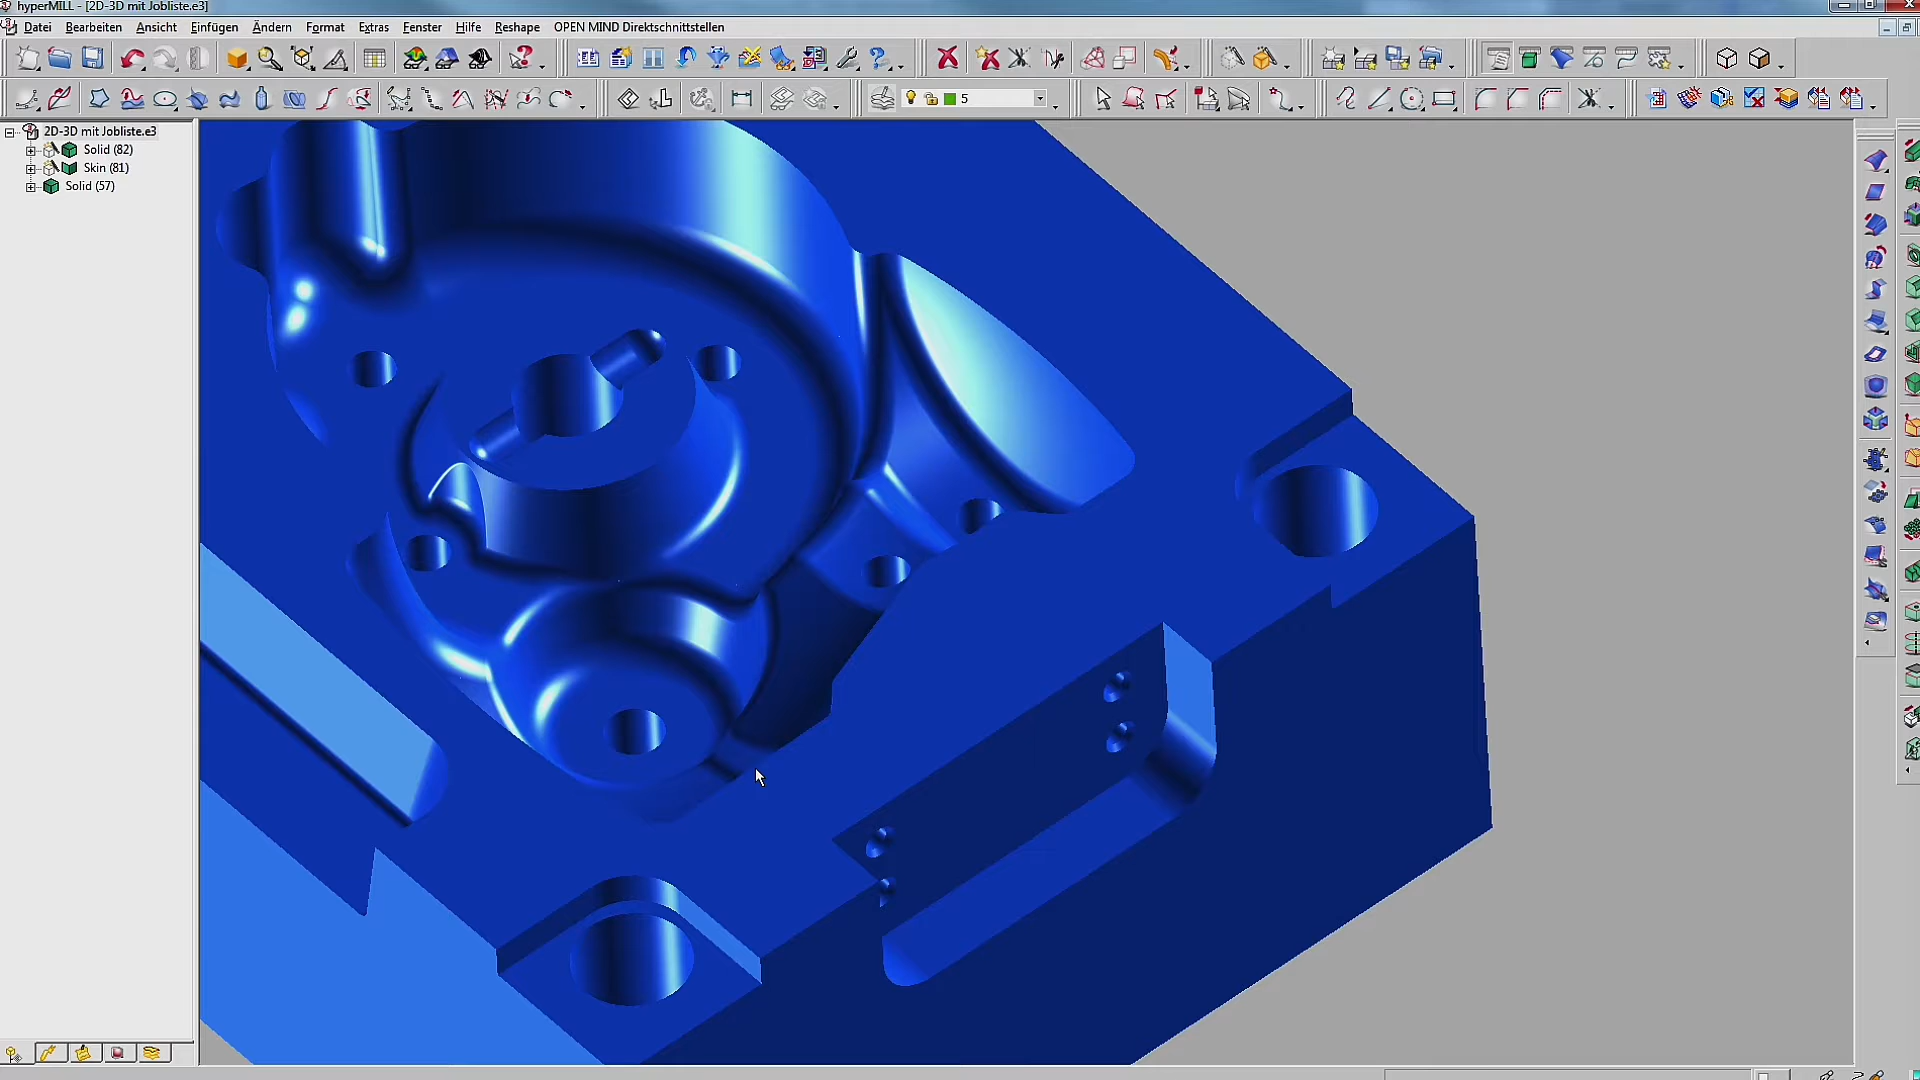 hyperMILL - [2D-3D mit Jobliste.e3]
Datei Bearbeiten Ansicht Einfügen Ändern Format Extras Fenster Hilfe Reshape OPEN MIND Direktschnittstellen
5
2D-3D mit Jobliste.e3
Solid (82)
Skin (81)
Solid (57)